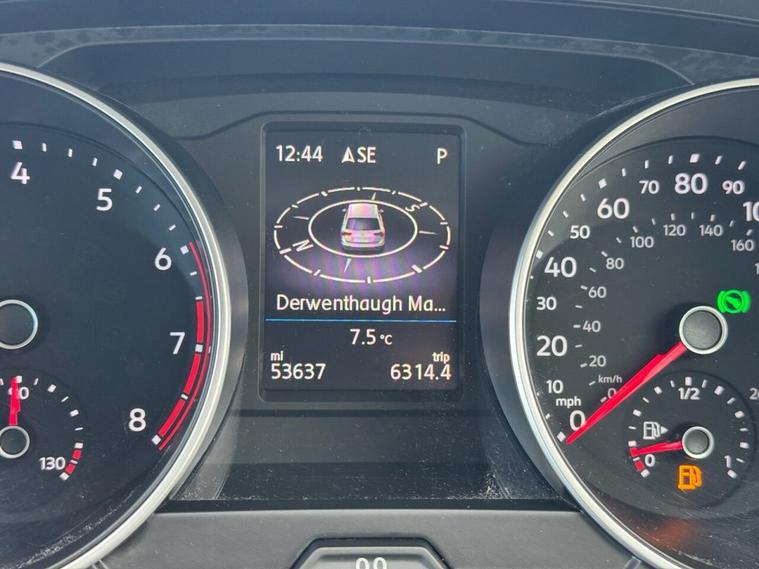 12:44 SE P
N S
Derwenthaugh Ma...
7.5 °C
mi trip
53637 6314.4
4 5 6 7 8
90 130
0 10 20 30 40 50 60 70 80 90
mph
0 20 40 60 80 100 120 140 160
km/h
0 1/2 1